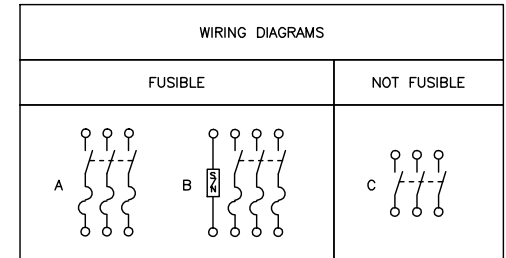 WIRING DIAGRAMS
FUSIBLE
NOT FUSIBLE
A
B
S/N
C